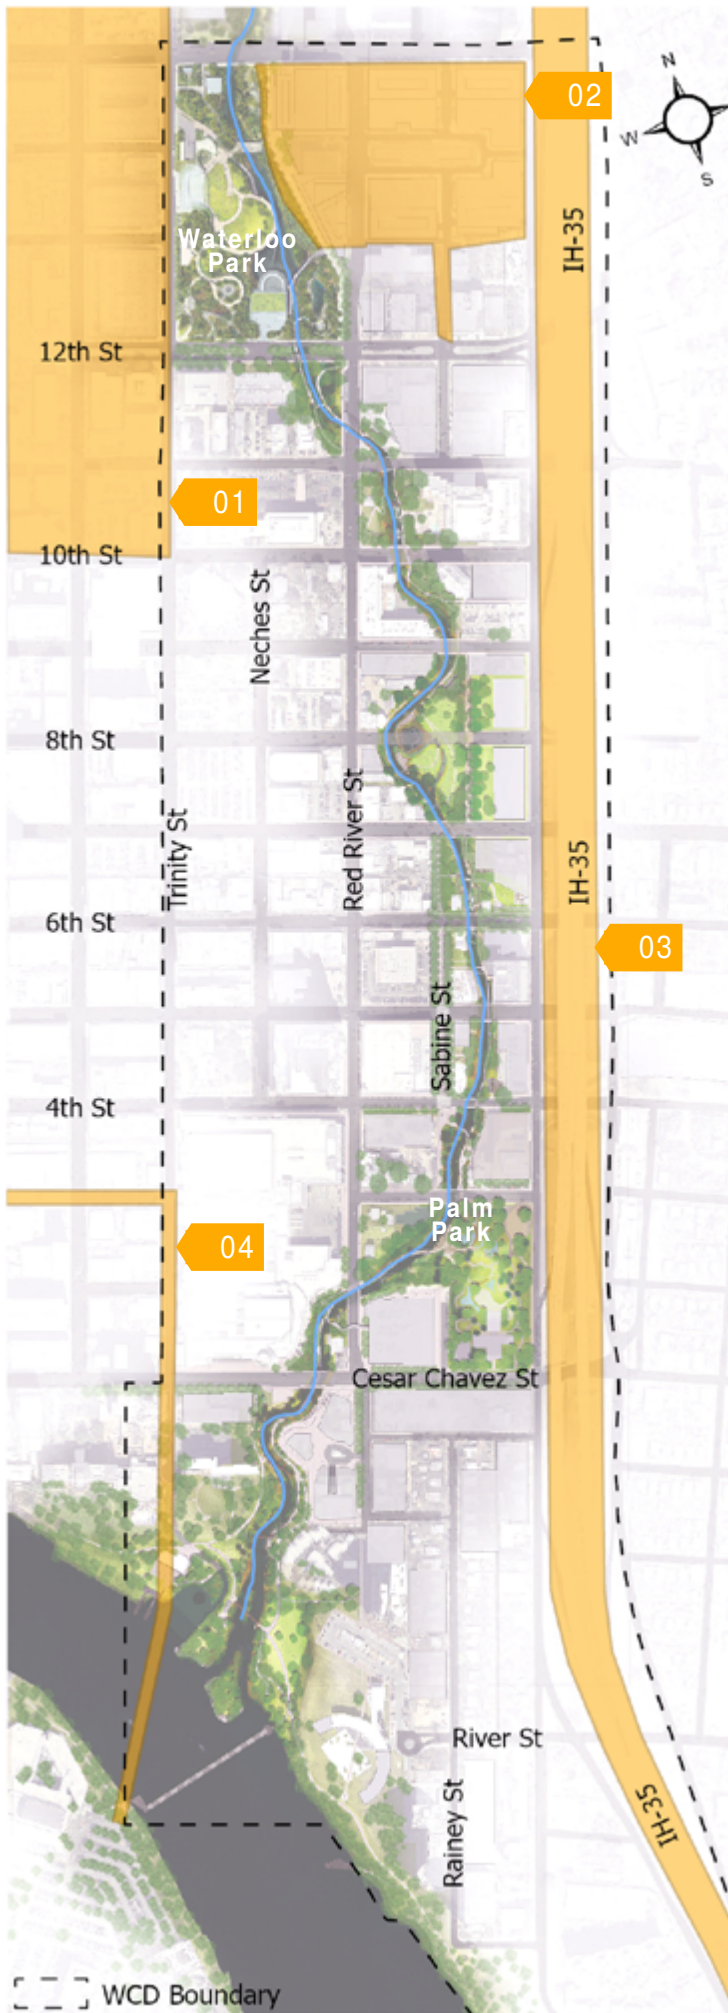 02
N
W
S
IH-35
Waterloo
Park
12th St
01
10th St
Neches St
8th St
Red River St
Trinity St
IH-35
6th St
03
Sabine St
4th St
Palm
Park
04
Cesar Chavez St
River St
Rainey St
IH-35
WCD Boundary